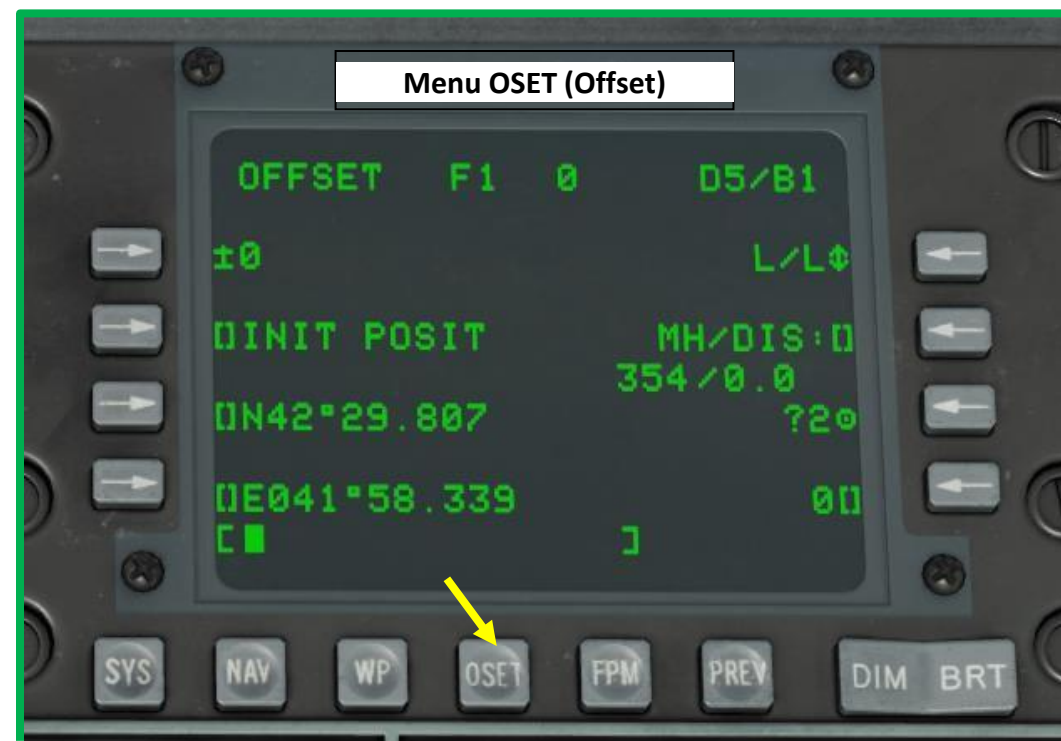 Menu OSET (Offset)
OFFSET F1 0 D5/B1
±0 L/L↕
[]INIT POSIT MH/DIS:[]
354/0.0
[]N42°29.807 ?2⊙
[]E041°58.339 0[]
[█ ]
SYS NAV WP OSET FPM PREV DIM BRT